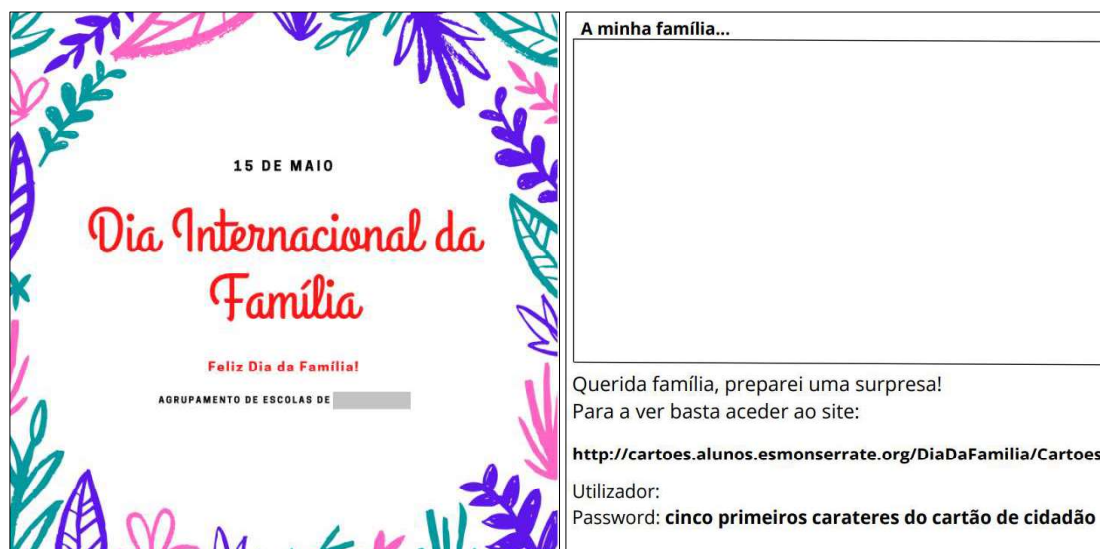 15 DE MAIO
Dia Internacional da
Família
Feliz Dia da Família!
AGRUPAMENTO DE ESCOLAS DE
A minha família...
Querida família, preparei uma surpresa!
Para a ver basta aceder ao site:
http://cartoes.alunos.esmonserrate.org/DiaDaFamilia/Cartoes
Utilizador:
Password: cinco primeiros carateres do cartão de cidadão